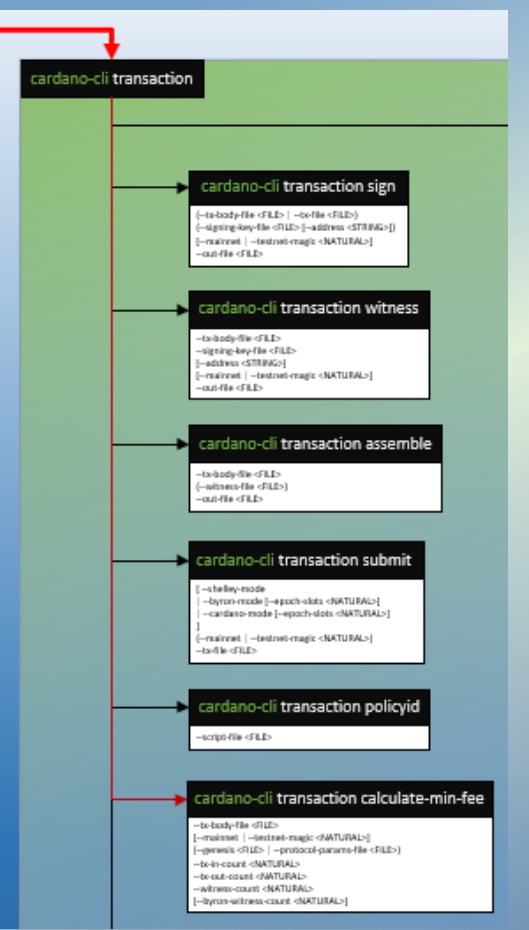 cardano-cli transaction
cardano-cli transaction sign
(--tx-body-file <FILE> | --tx-file <FILE>)
(--signing-key-file <FILE> [--address <STRING>])
[--mainnet | --testnet-magic <NATURAL>]
--out-file <FILE>
cardano-cli transaction witness
--tx-body-file <FILE>
--signing-key-file <FILE>
[--address <STRING>]
[--mainnet | --testnet-magic <NATURAL>]
--out-file <FILE>
cardano-cli transaction assemble
--tx-body-file <FILE>
(--witness-file <FILE>)
--out-file <FILE>
cardano-cli transaction submit
[ --shelley-mode
| --byron-mode [--epoch-slots <NATURAL>]
| --cardano-mode [--epoch-slots <NATURAL>]
]
(--mainnet | --testnet-magic <NATURAL>)
--tx-file <FILE>
cardano-cli transaction policyid
--script-file <FILE>
cardano-cli transaction calculate-min-fee
--tx-body-file <FILE>
[--mainnet | --testnet-magic <NATURAL>]
(--genesis <FILE> | --protocol-params-file <FILE>)
--tx-in-count <NATURAL>
--tx-out-count <NATURAL>
--witness-count <NATURAL>
[--byron-witness-count <NATURAL>]